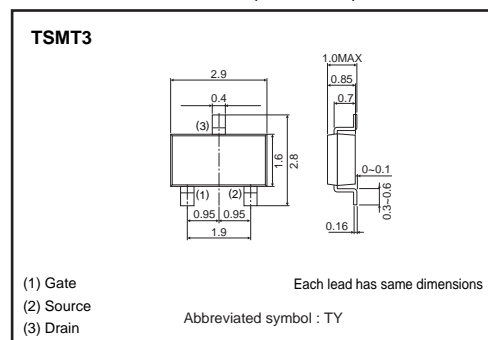 TSMT3
1.0MAX
2.9
0.85
0.4
0.7
(3)
1.6
2.8
0~0.1
(1)
(2)
0.3~0.6
0.95
0.95
0.16
1.9
(1) Gate
Each lead has same dimensions
(2) Source
Abbreviated symbol : TY
(3) Drain